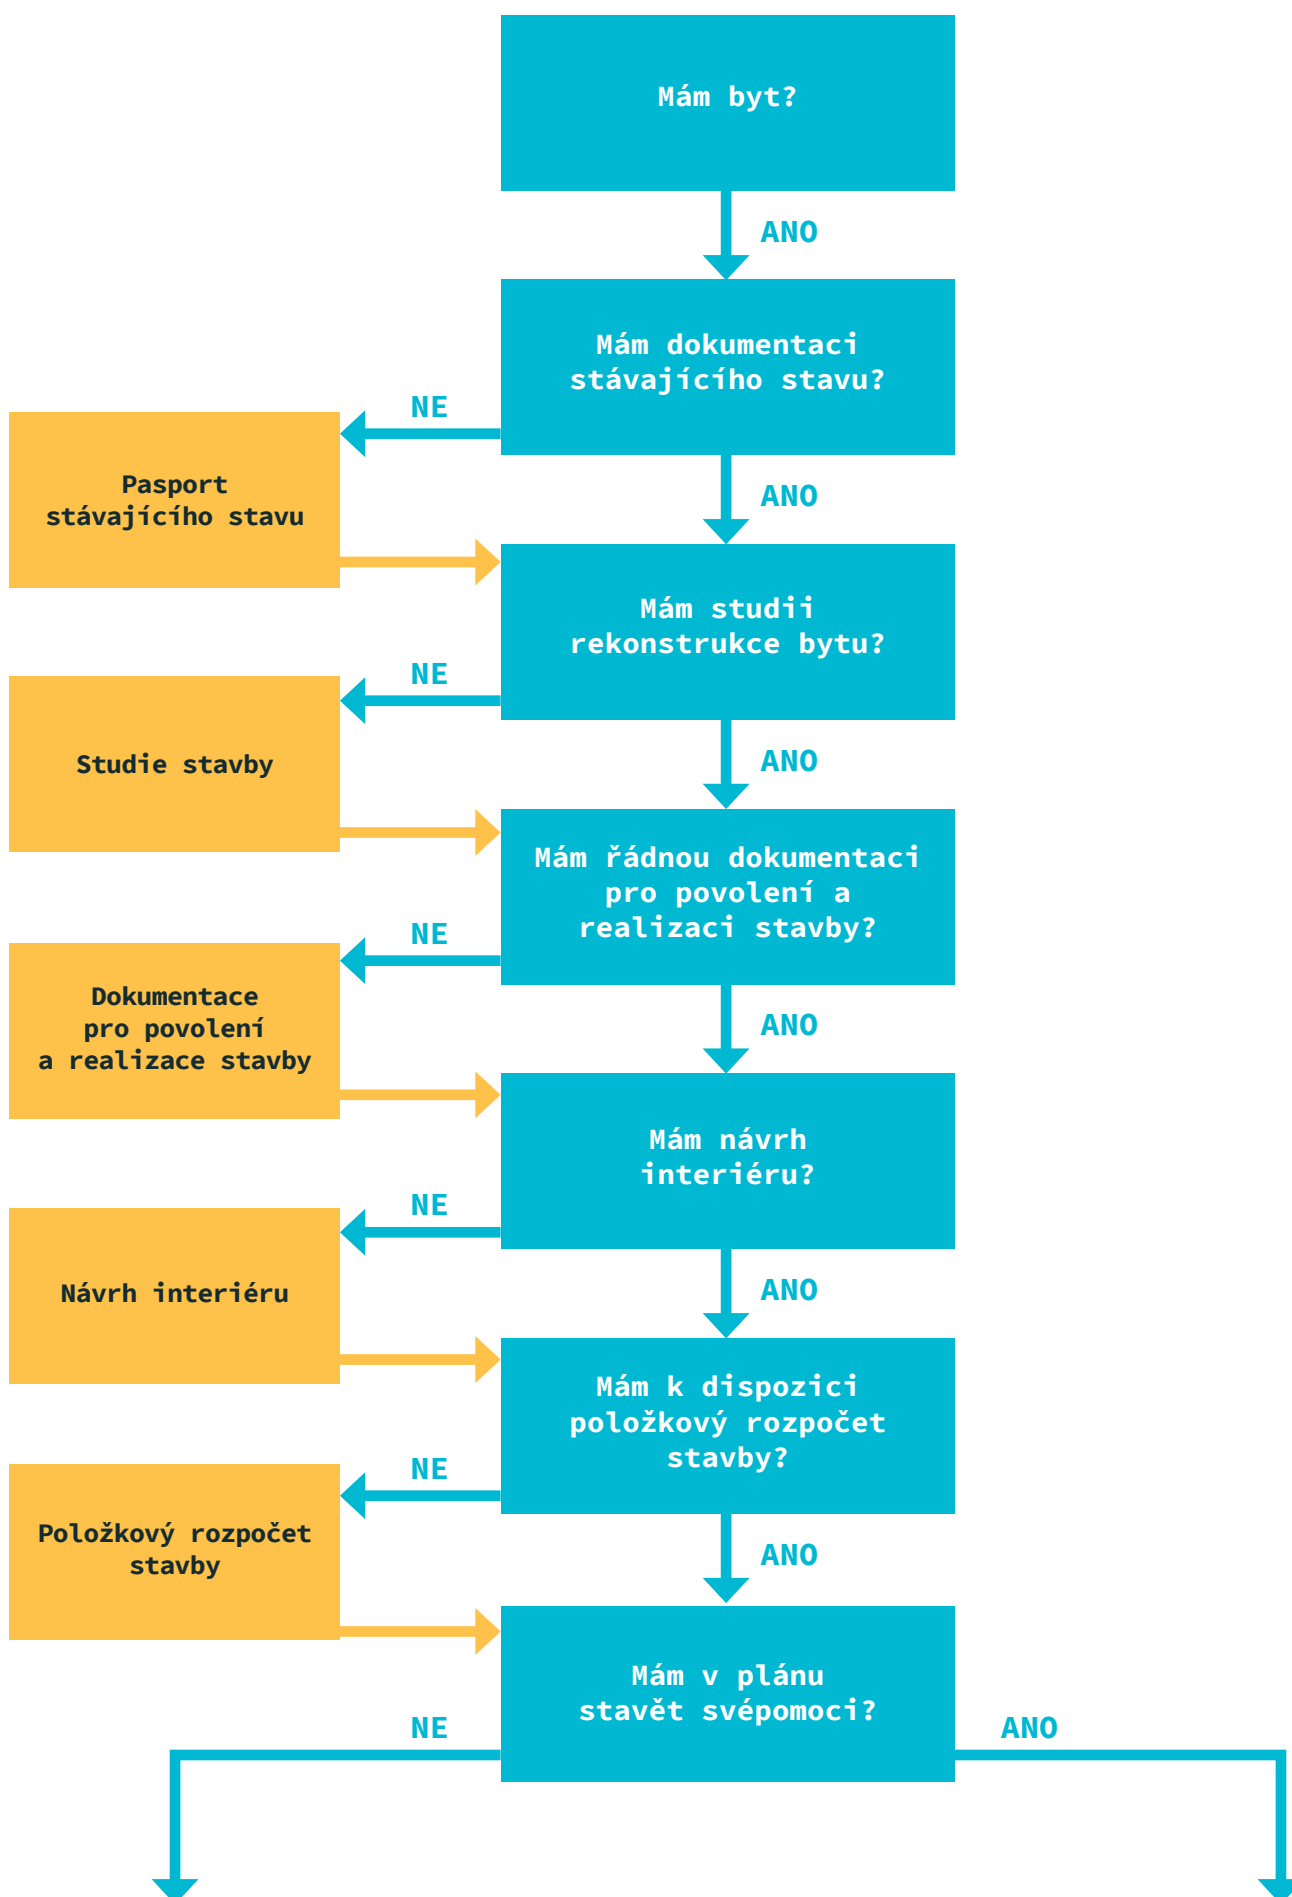 Mám byt?
ANO
Mám dokumentaci
stávajícího stavu?
NE
Pasport
stávajícího stavu
ANO
Mám studii
rekonstrukce bytu?
NE
Studie stavby
ANO
Mám řádnou dokumentaci
pro povolení a
realizaci stavby?
NE
Dokumentace
pro povolení
a realizace stavby
ANO
Mám návrh
interiéru?
NE
Návrh interiéru
ANO
Mám k dispozici
položkový rozpočet
stavby?
NE
Položkový rozpočet
stavby
ANO
Mám v plánu
stavět svépomoci?
NE
ANO